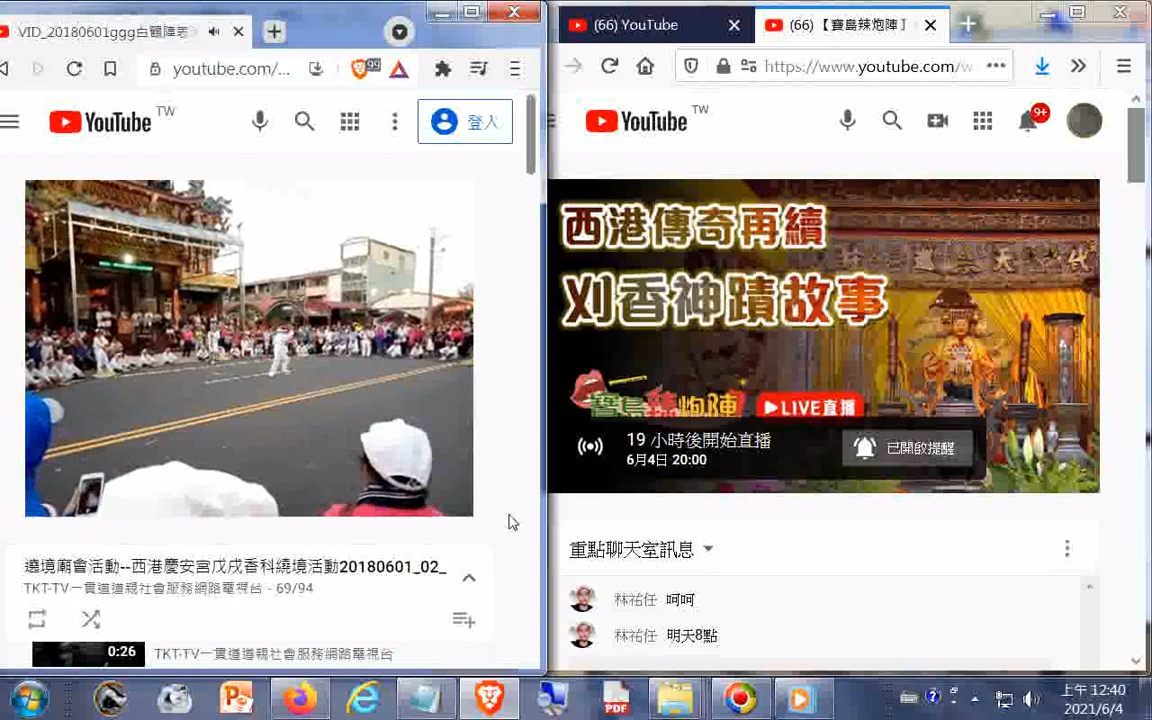 VID_20180601ggg白鶴陣
youtube.com/...
99
YouTube TW
登入
遶境廟會活動--西港慶安宮戊戌香科繞境活動20180601_02_
TKT-TV一貫道道親社會服務網路電視台 - 69/94
0:26
TKT-TV一貫道道親社會服務網路電視台
(66) YouTube
(66) 【寶島辣炮陣】
https://www.youtube.com/w
YouTube TW
9+
西港傳奇再續
刈香神蹟故事
寶島辣炮陣
LIVE直播
19 小時後開始直播
6月4日 20:00
已開啟提醒
重點聊天室訊息
林祐任 呵呵
林祐任 明天8點
PDF
上午 12:40
2021/6/4